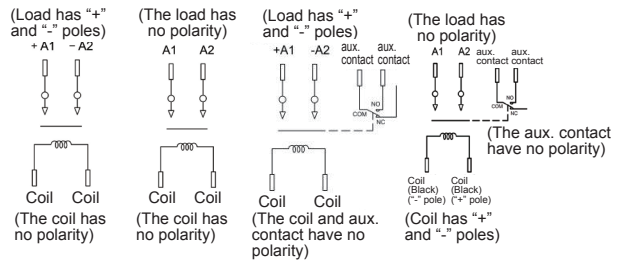 (Load has “+”
and “-” poles)
+ A1 − A2
Coil Coil
(The coil has
no polarity)
(The load has
no polarity)
A1 A2
Coil Coil
(The coil has
no polarity)
(Load has “+”
and “-” poles)
+A1 -A2
aux. aux.
contact contact
NO
COM
NC
Coil Coil
(The coil and aux.
contact have no
polarity)
(The load has
no polarity)
A1 A2
aux. aux.
contact contact
NO
COM
NC
(The aux. contact
have no polarity)
Coil Coil
(Black) (Black)
(“-” pole) (“+” pole)
(Coil has “+”
and “-” poles)